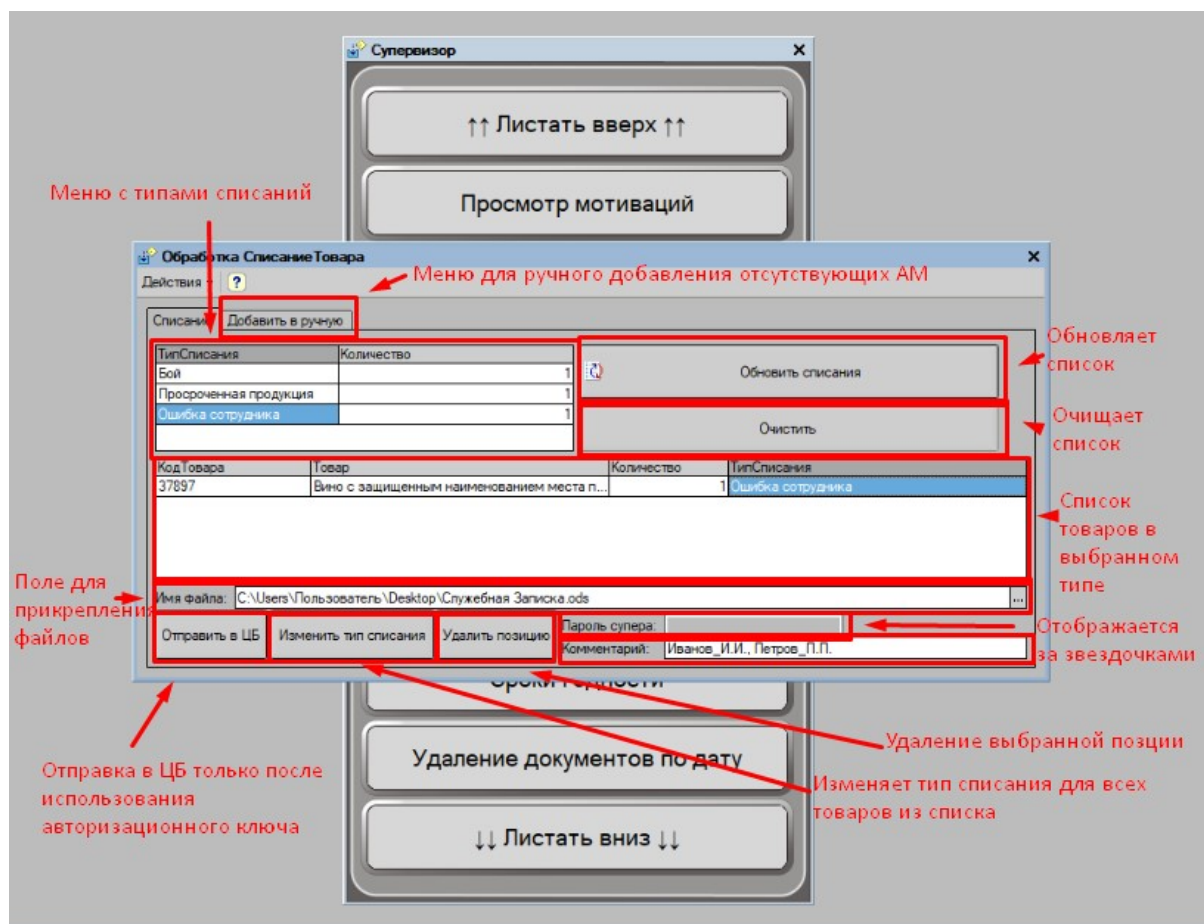 Супервизор
↑↑ Листать вверх ↑↑
Меню с типами списаний
Просмотр мотиваций
Обработка СписаниеТовара
Действия
?
Меню для ручного добавления отсутствующих АМ
Списани
Добавить в ручную
ТипСписания Количество
Бой 1
Просроченная продукция 1
Ошибка сотрудника 1
Обновить списания
Обновляет
список
Очистить
Очищает
список
КодТовара Товар Количество ТипСписания
37897 Вино с защищенным наименованием места п... 1 Ошибка сотрудника
Список
товаров в
выбранном
типе
Поле для
прикрепления
файлов
Имя файла: C:\Users\Пользователь\Desktop\Служебная Записка.ods ...
Отправить в ЦБ
Изменить тип списания
Удалить позицию
Пароль супера:
Комментарий: Иванов_И.И., Петров_П.П.
Отображается
за звездочками
Сроки годности
Удаление выбранной позции
Удаление документов по дату
Отправка в ЦБ только после
использования
авторизационного ключа
Изменяет тип списания для всех
товаров из списка
↓↓ Листать вниз ↓↓